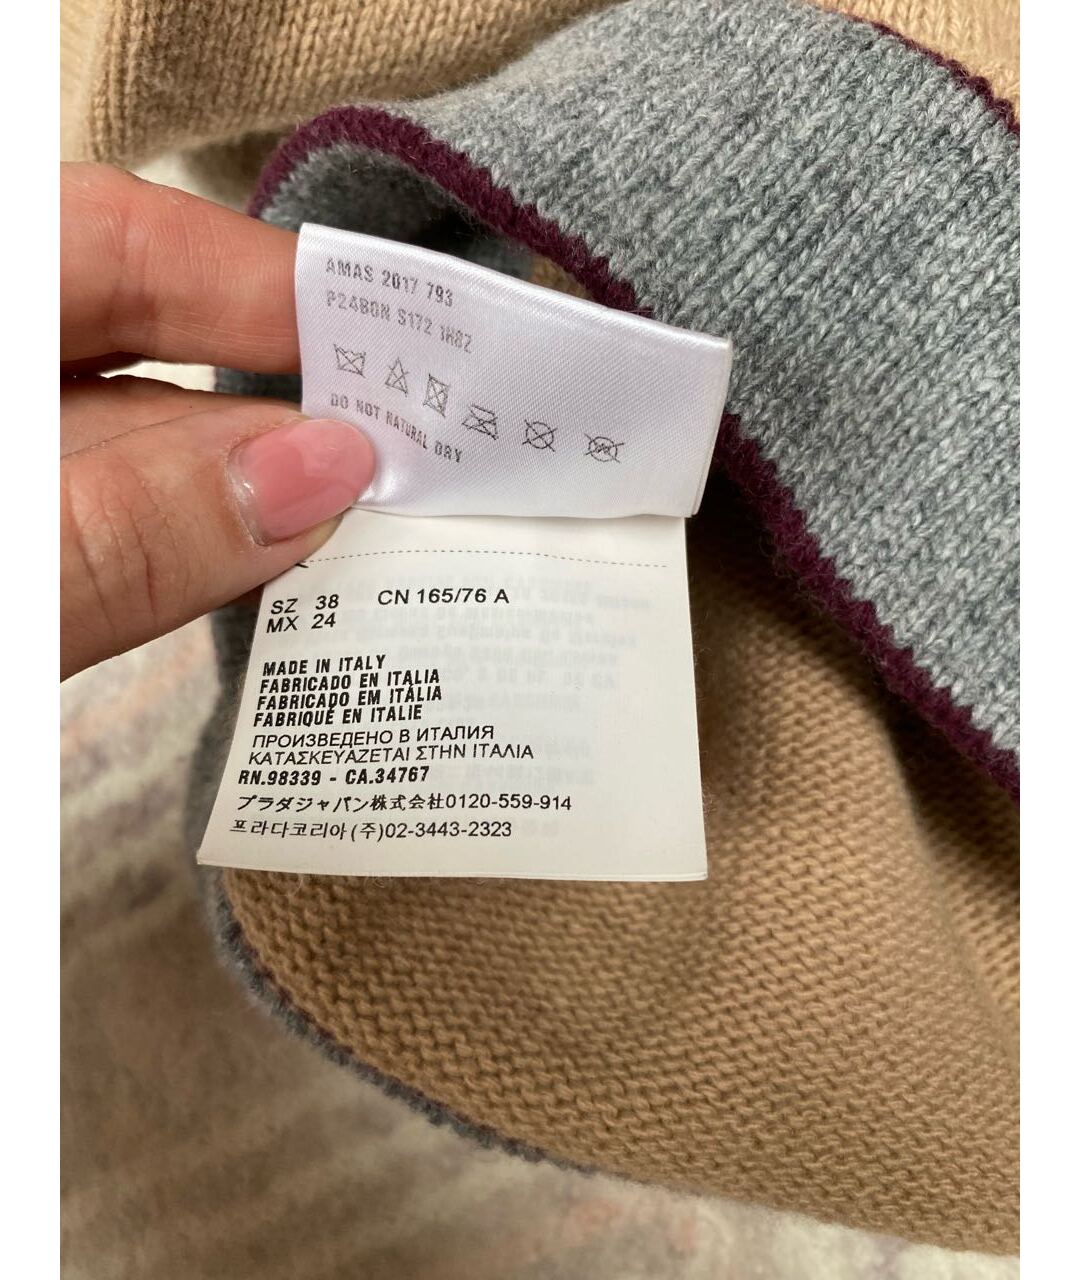 AMAS 2017 793
P24B0N S172 1H8Z
DO NOT NATURAL DRY
SZ 38 CN 165/76 A
MX 24
MADE IN ITALY
FABRICADO EN ITALIA
FABRICADO EM ITÁLIA
FABRIQUÉ EN ITALIE
ПРОИЗВЕДЕНО В ИТАЛИЯ
ΚΑΤΑΣΚΕΥΑΖΕΤΑΙ ΣΤΗΝ ΙΤΑΛΙΑ
RN.98339 - CA.34767
プラダジャパン株式会社0120-559-914
프라다코리아(주)02-3443-2323